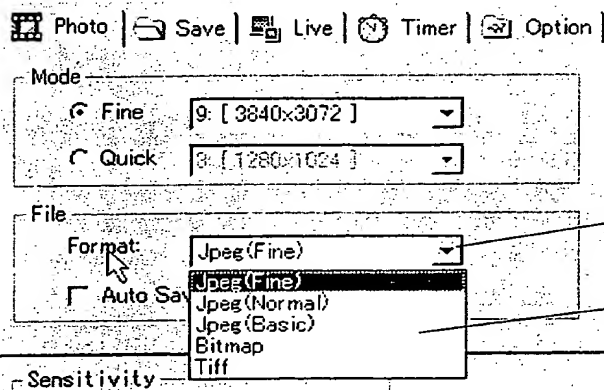 Photo Save Live Timer Option
Mode
Fine 9: [ 3840x3072 ]
Quick 3: [ 1280x1024 ]
File
Format: Jpeg(Fine)
Jpeg(Fine)
Auto Sav Jpeg(Normal)
Jpeg(Basic)
Bitmap
Tiff
Sensitivity